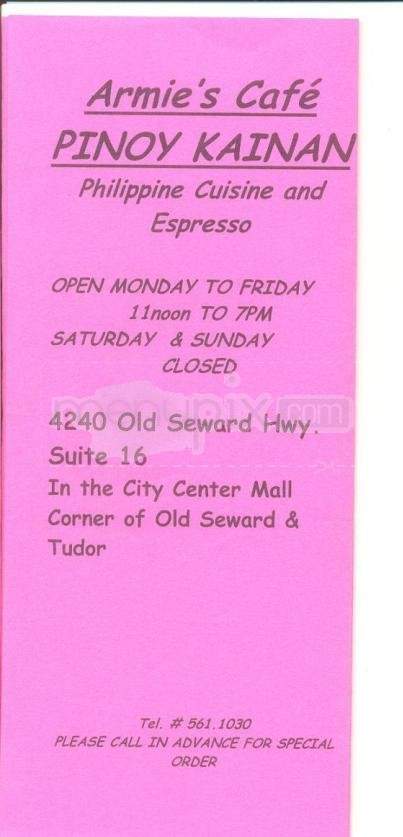 Armie's Café
PINOY KAINAN
Philippine Cuisine and
Espresso
OPEN MONDAY TO FRIDAY
11noon TO 7PM
SATURDAY & SUNDAY
CLOSED
menupix.com
4240 Old Seward Hwy.
Suite 16
In the City Center Mall
Corner of Old Seward &
Tudor
Tel. # 561.1030
PLEASE CALL IN ADVANCE FOR SPECIAL
ORDER